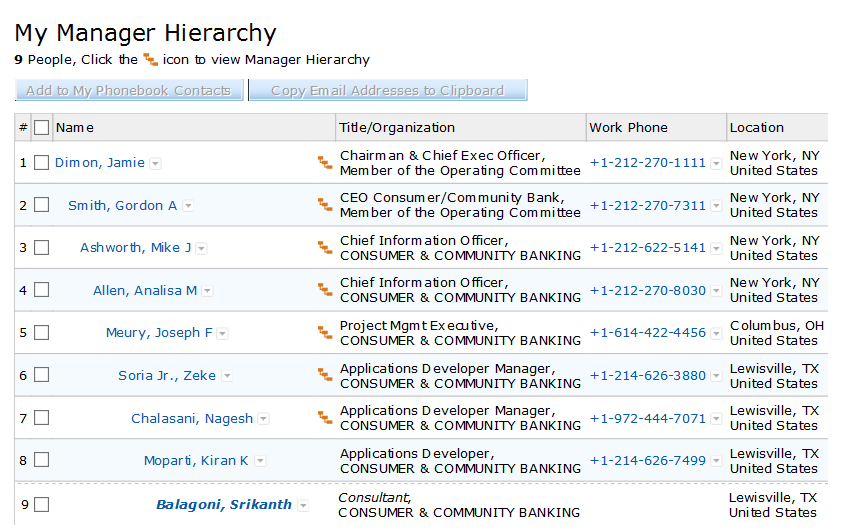 My Manager Hierarchy
9 People, Click the icon to view Manager Hierarchy
Add to My Phonebook Contacts Copy Email Addresses to Clipboard
# Name Title/Organization Work Phone Location
1 Dimon, Jamie Chairman & Chief Exec Officer, +1-212-270-1111 New York, NY
Member of the Operating Committee United States
2 Smith, Gordon A CEO Consumer/Community Bank, +1-212-270-7311 New York, NY
Member of the Operating Committee United States
3 Ashworth, Mike J Chief Information Officer, +1-212-622-5141 New York, NY
CONSUMER & COMMUNITY BANKING United States
4 Allen, Analisa M Chief Information Officer, +1-212-270-8030 New York, NY
CONSUMER & COMMUNITY BANKING United States
5 Meury, Joseph F Project Mgmt Executive, +1-614-422-4456 Columbus, OH
CONSUMER & COMMUNITY BANKING United States
6 Soria Jr., Zeke Applications Developer Manager, +1-214-626-3880 Lewisville, TX
CONSUMER & COMMUNITY BANKING United States
7 Chalasani, Nagesh Applications Developer Manager, +1-972-444-7071 Lewisville, TX
CONSUMER & COMMUNITY BANKING United States
8 Moparti, Kiran K Applications Developer, +1-214-626-7499 Lewisville, TX
CONSUMER & COMMUNITY BANKING United States
9 Balagoni, Srikanth Consultant, Lewisville, TX
CONSUMER & COMMUNITY BANKING United States